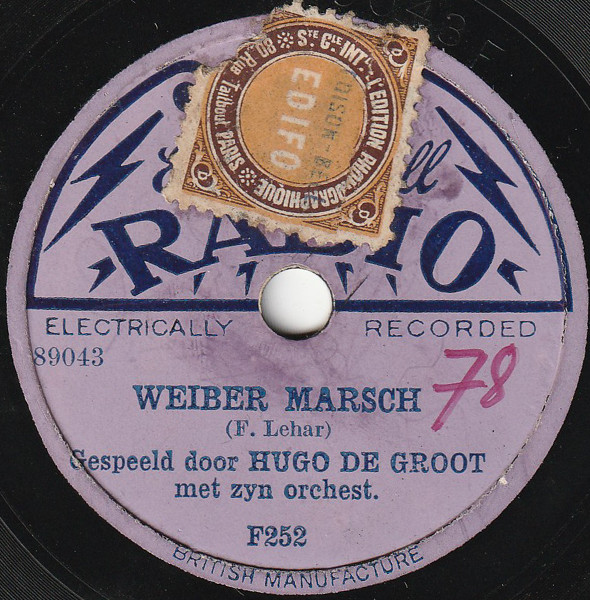 Sté Gle INTle d'EDITION PHONOGRAPHIQUE
80, Rue Taitbout PARIS
EDIFO
RADIO
ELECTRICALLY RECORDED
89043
WEIBER MARSCH
78
(F. Lehar)
Gespeeld door HUGO DE GROOT
met zyn orchest.
F252
BRITISH MANUFACTURE